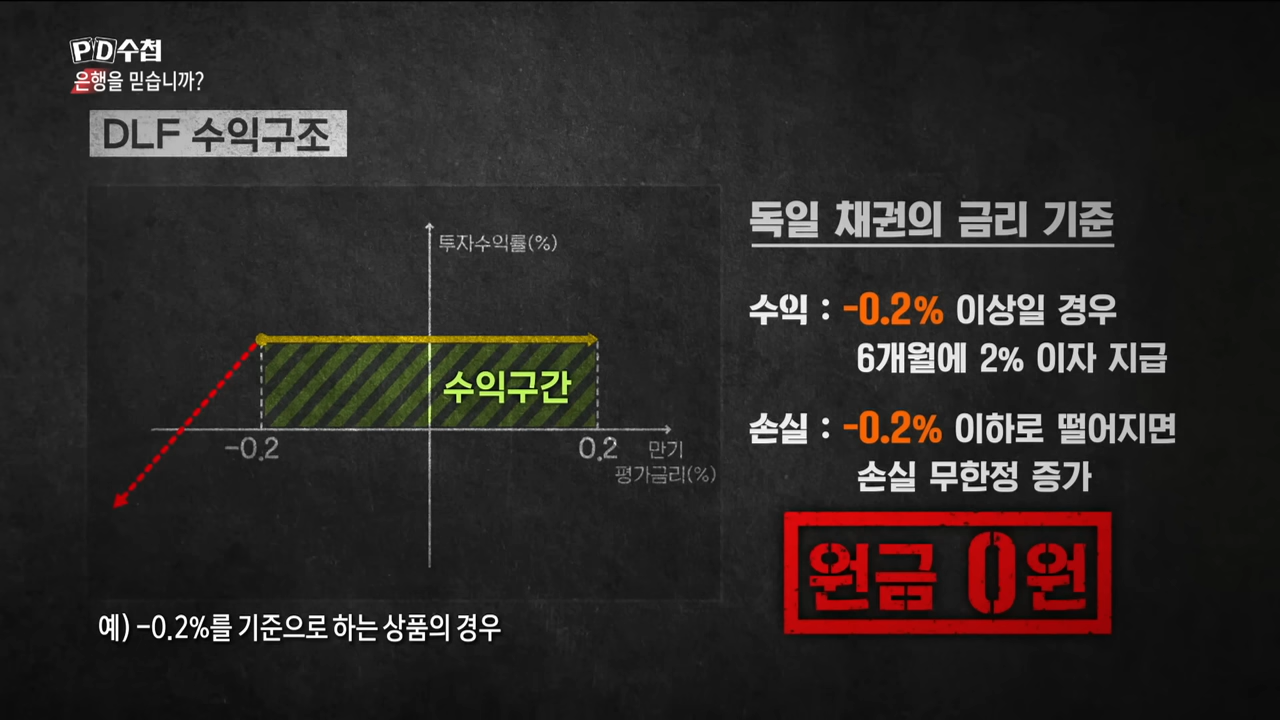 PD수첩
은행을 믿습니까?
DLF 수익구조
투자수익률(%)
수익구간
-0.2
0.2
만기
평가금리(%)
예) -0.2%를 기준으로 하는 상품의 경우
독일 채권의 금리 기준
수익 : -0.2% 이상일 경우
6개월에 2% 이자 지급
손실 : -0.2% 이하로 떨어지면
손실 무한정 증가
원금 0원